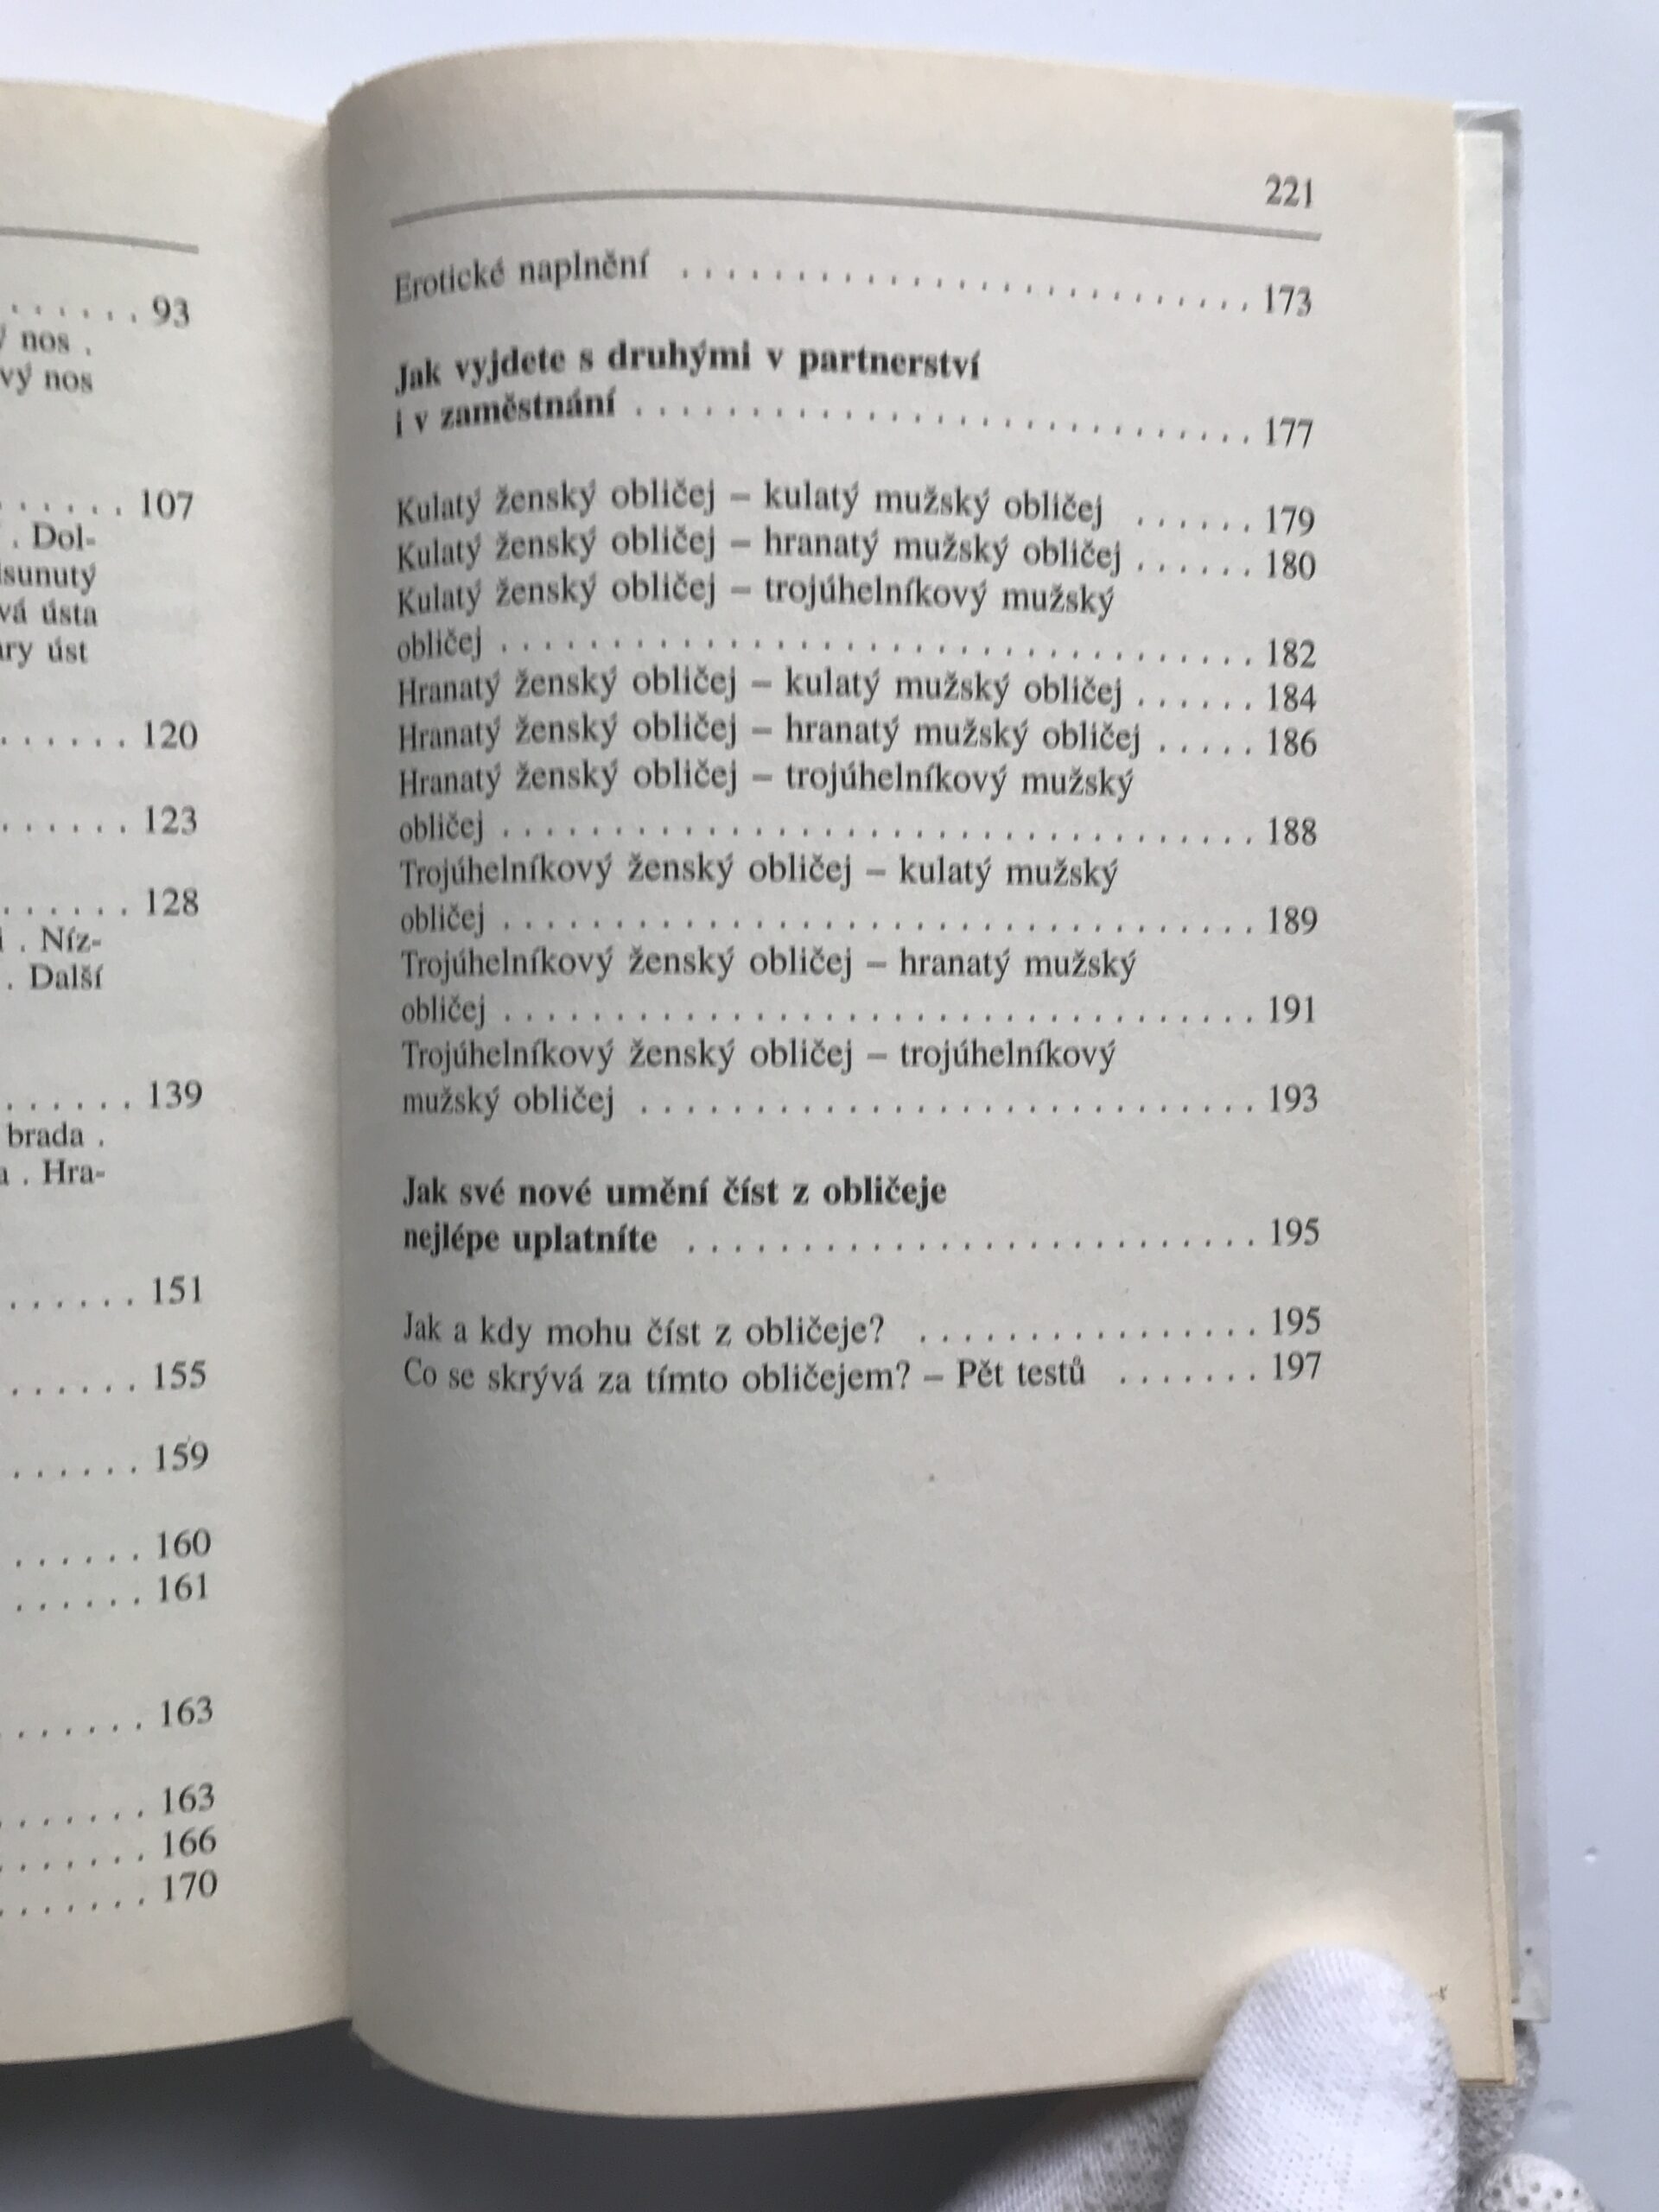 . . . . . . 93
nos .
vý nos
. . . . . . 107
. Dol-
sunutý
vá ústa
ry úst
. . . . . . 120
. . . . . . 123
. . . . . . 128
. Níz-
. Další
. . . . . . 139
brada .
. Hra-
. . . . . . 151
. . . . . . 155
. . . . . . 159
. . . . . . 160
. . . . . . 161
. . . . . . . 163
. . . . . . . 163
. . . . . . . 166
. . . . . . . 170
221
Erotické naplnění . . . . . . . . . . . . . . . . . . . . . . . . . 173
Jak vyjdete s druhými v partnerství
i v zaměstnání . . . . . . . . . . . . . . . . . . . . . . . . . . . 177
Kulatý ženský obličej – kulatý mužský obličej . . . . . . 179
Kulatý ženský obličej – hranatý mužský obličej . . . . . . 180
Kulatý ženský obličej – trojúhelníkový mužský
obličej . . . . . . . . . . . . . . . . . . . . . . . . . . . . . . . . . . 182
Hranatý ženský obličej – kulatý mužský obličej . . . . . . 184
Hranatý ženský obličej – hranatý mužský obličej . . . . . 186
Hranatý ženský obličej – trojúhelníkový mužský
obličej . . . . . . . . . . . . . . . . . . . . . . . . . . . . . . . . . . 188
Trojúhelníkový ženský obličej – kulatý mužský
obličej . . . . . . . . . . . . . . . . . . . . . . . . . . . . . . . . . . 189
Trojúhelníkový ženský obličej – hranatý mužský
obličej . . . . . . . . . . . . . . . . . . . . . . . . . . . . . . . . . . 191
Trojúhelníkový ženský obličej – trojúhelníkový
mužský obličej . . . . . . . . . . . . . . . . . . . . . . . . . . . 193
Jak své nové umění číst z obličeje
nejlépe uplatníte . . . . . . . . . . . . . . . . . . . . . . . . . 195
Jak a kdy mohu číst z obličeje? . . . . . . . . . . . . . . . 195
Co se skrývá za tímto obličejem? – Pět testů . . . . . . . 197